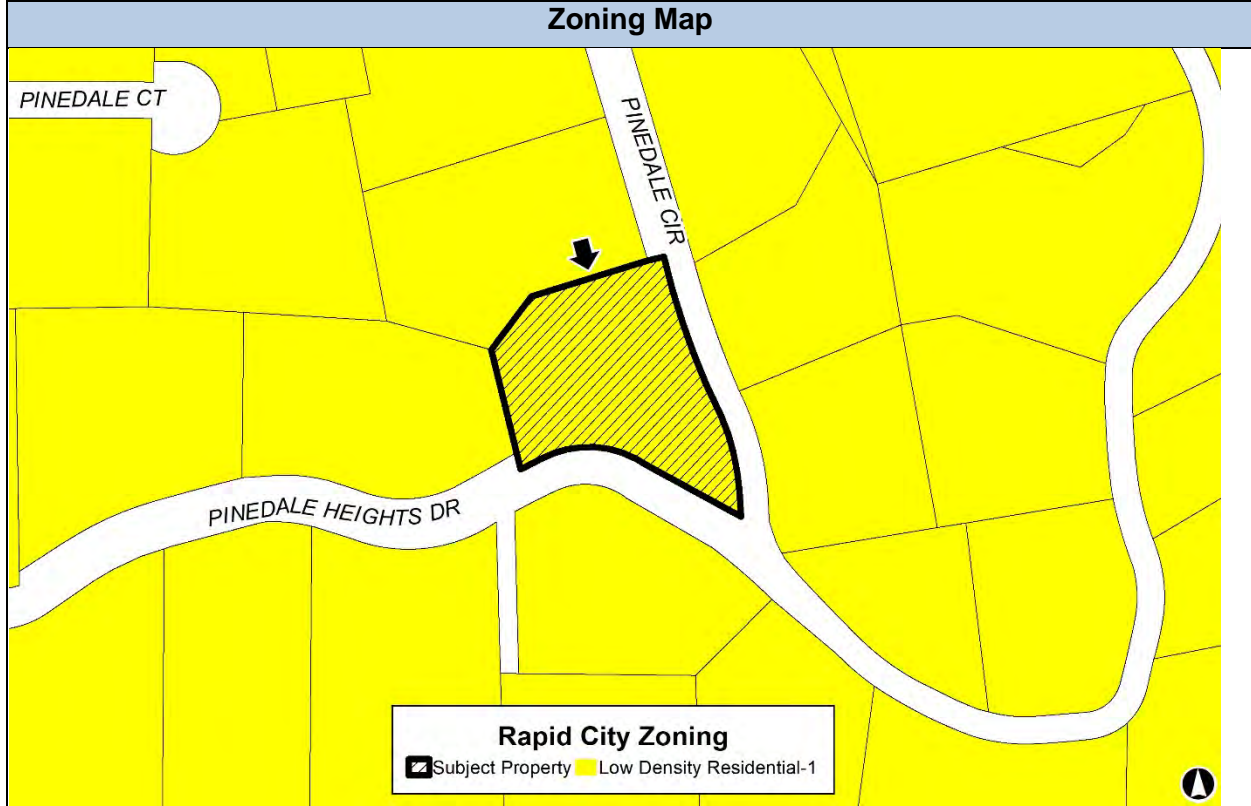 Zoning Map
PINEDALE CT
PINEDALE CIR
PINEDALE HEIGHTS DR
Rapid City Zoning
Subject Property Low Density Residential-1